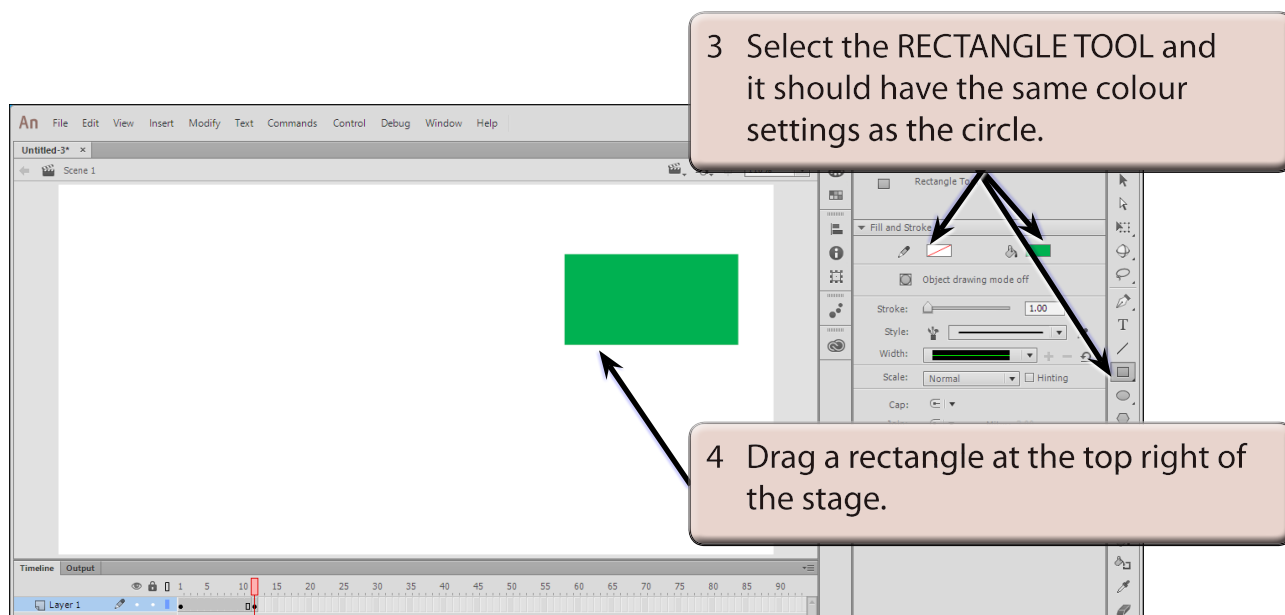 3 Select the RECTANGLE TOOL and
it should have the same colour
settings as the circle.
An File Edit View Insert Modify Text Commands Control Debug Window Help
Untitled-3* ×
Scene 1
Rectangle To
Fill and Stroke
Object drawing mode off
Stroke: 1.00
Style:
Width:
Scale: Normal Hinting
Cap:
4 Drag a rectangle at the top right of
the stage.
Timeline Output
1 5 10 15 20 25 30 35 40 45 50 55 60 65 70 75 80 85 90
Layer 1